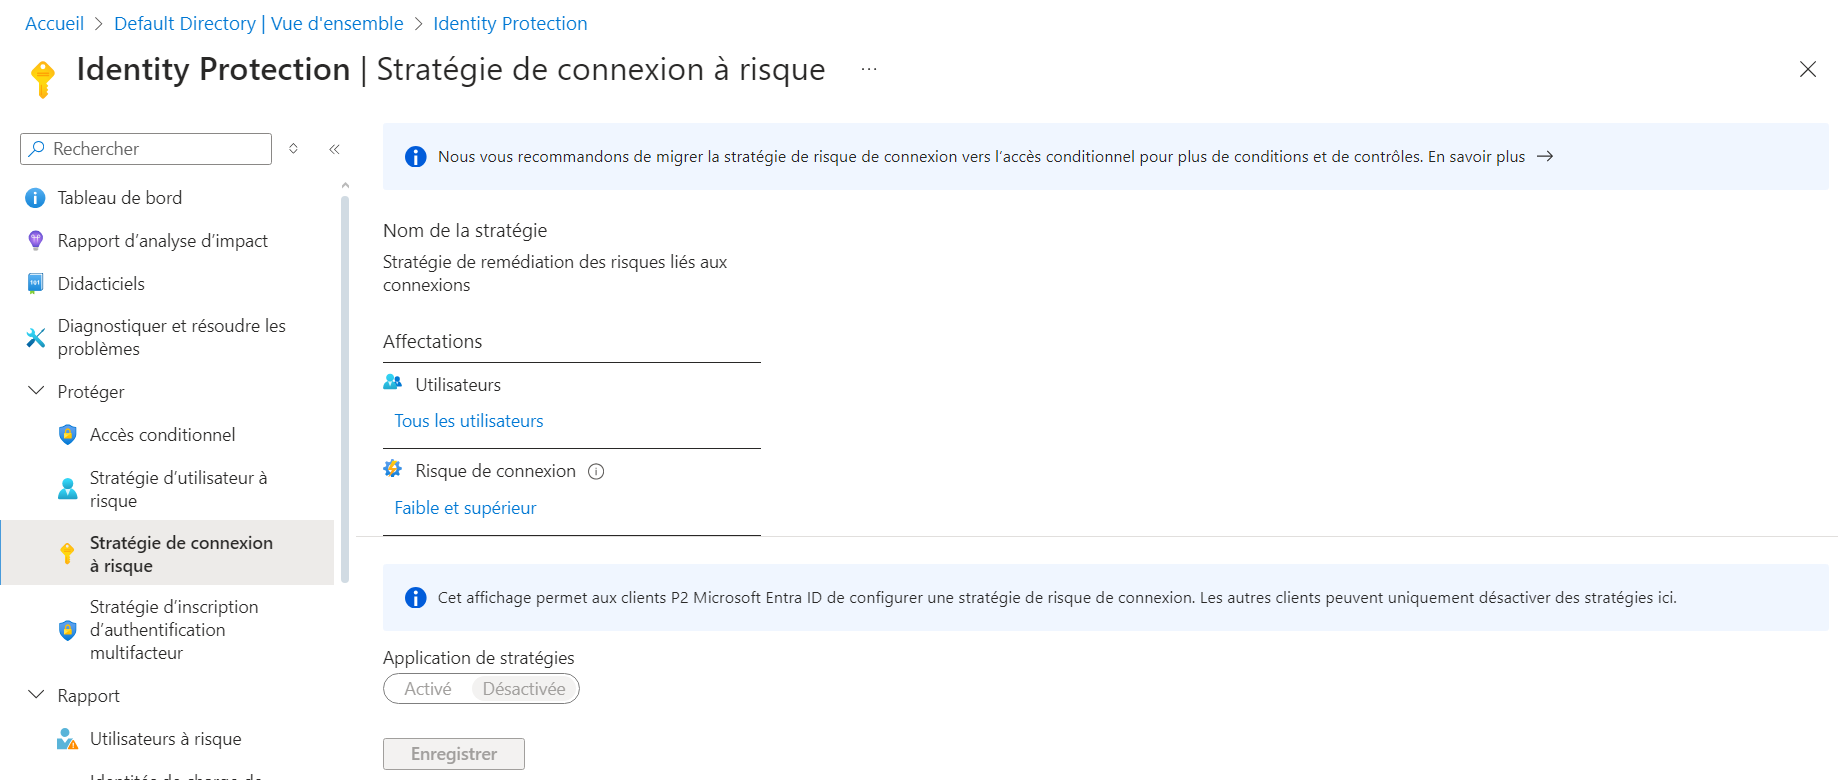 Accueil > Default Directory | Vue d'ensemble > Identity Protection
Identity Protection | Stratégie de connexion à risque ...
Rechercher
Tableau de bord
Rapport d’analyse d’impact
Didacticiels
Diagnostiquer et résoudre les
problèmes
Protéger
Accès conditionnel
Stratégie d’utilisateur à
risque
Stratégie de connexion
à risque
Stratégie d’inscription
d’authentification
multifacteur
Rapport
Utilisateurs à risque
Identités de charge de
Nous vous recommandons de migrer la stratégie de risque de connexion vers l’accès conditionnel pour plus de conditions et de contrôles. En savoir plus →
Nom de la stratégie
Stratégie de remédiation des risques liés aux
connexions
Affectations
Utilisateurs
Tous les utilisateurs
Risque de connexion
Faible et supérieur
Cet affichage permet aux clients P2 Microsoft Entra ID de configurer une stratégie de risque de connexion. Les autres clients peuvent uniquement désactiver des stratégies ici.
Application de stratégies
Activé Désactivée
Enregistrer